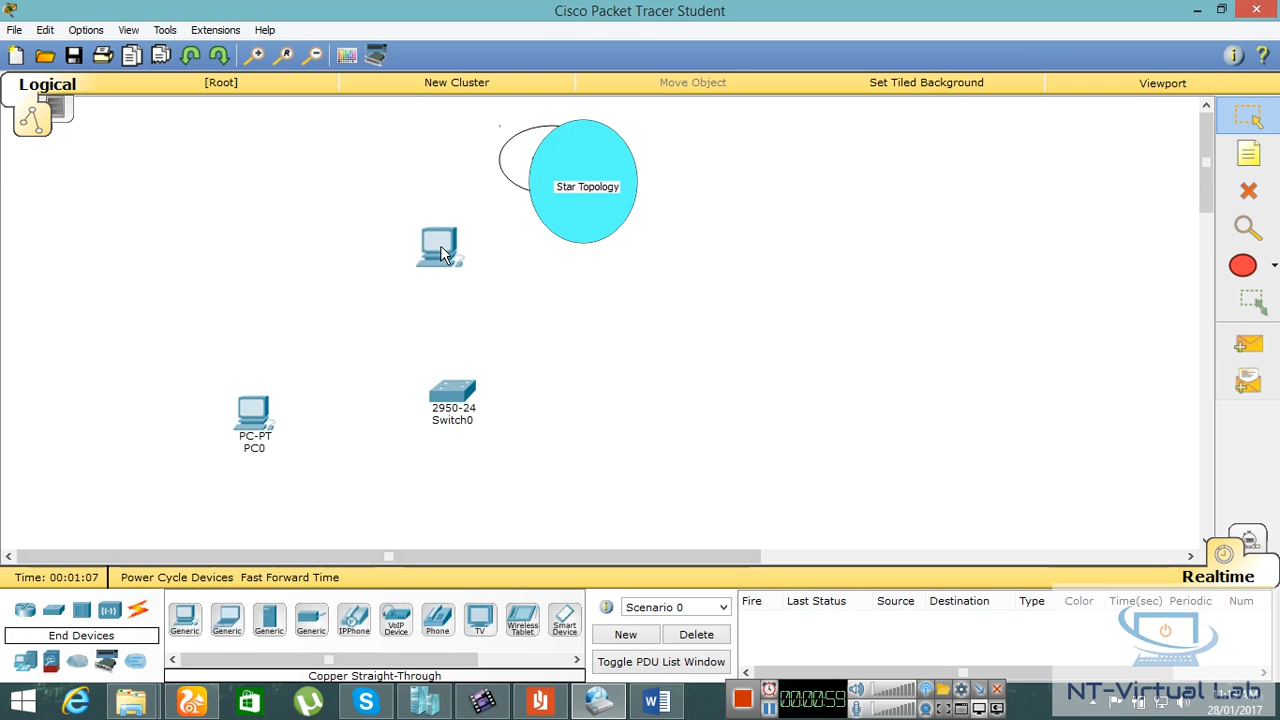 Cisco Packet Tracer Student
File Edit Options View Tools Extensions Help
Logical [Root] New Cluster Move Object Set Tiled Background Viewport
Star Topology
2950-24
Switch0
PC-PT
PC0
Time: 00:01:07 Power Cycle Devices Fast Forward Time
Realtime
End Devices
Generic Generic Generic Generic IPPhone VoIP Device Phone TV Wireless Tablet Smart Device
Copper Straight-Through
Scenario 0
New Delete
Toggle PDU List Window
Fire Last Status Source Destination Type Color Time(sec) Periodic Num
00:00:59
NT-Virtual Lab
28/01/2017